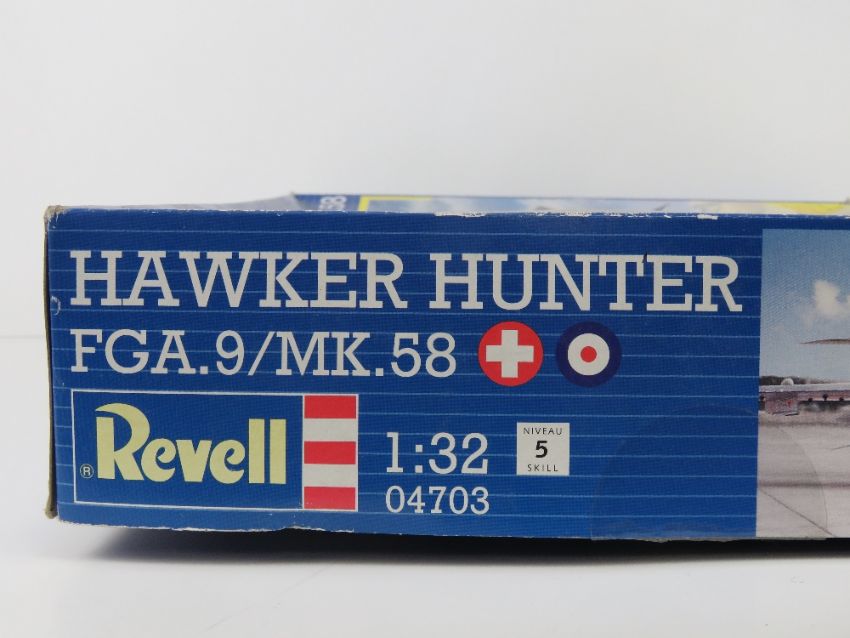 HAWKER HUNTER
FGA.9/MK.58
Revell
®
1:32
04703
NIVEAU
5
SKILL